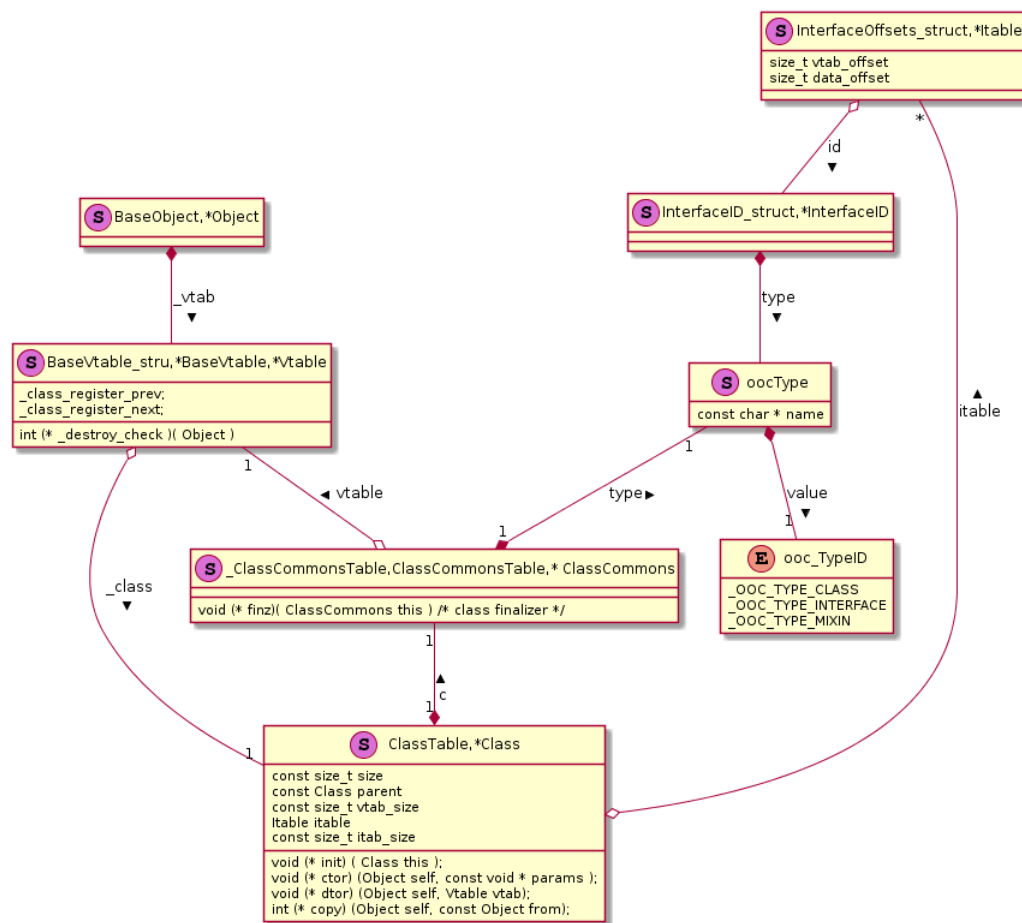 S InterfaceOffsets_struct,*Itable
size_t vtab_offset
size_t data_offset
*
id
▼
S BaseObject,*Object
S InterfaceID_struct,*InterfaceID
_vtab
▼
type
▼
▲
itable
S BaseVtable_stru,*BaseVtable,*Vtable
_class_register_prev;
_class_register_next;
int (* _destroy_check )( Object )
S oocType
const char * name
1
1
◄ vtable
type►
value
▼
1
1
S _ClassCommonsTable,ClassCommonsTable,* ClassCommons
void (* finz)( ClassCommons this ) /* class finalizer */
E ooc_TypeID
_OOC_TYPE_CLASS
_OOC_TYPE_INTERFACE
_OOC_TYPE_MIXIN
_class
▼
1
▲
c
1
1
S ClassTable,*Class
const size_t size
const Class parent
const size_t vtab_size
Itable itable
const size_t itab_size
void (* init) ( Class this );
void (* ctor) (Object self, const void * params );
void (* dtor) (Object self, Vtable vtab);
int (* copy) (Object self, const Object from);